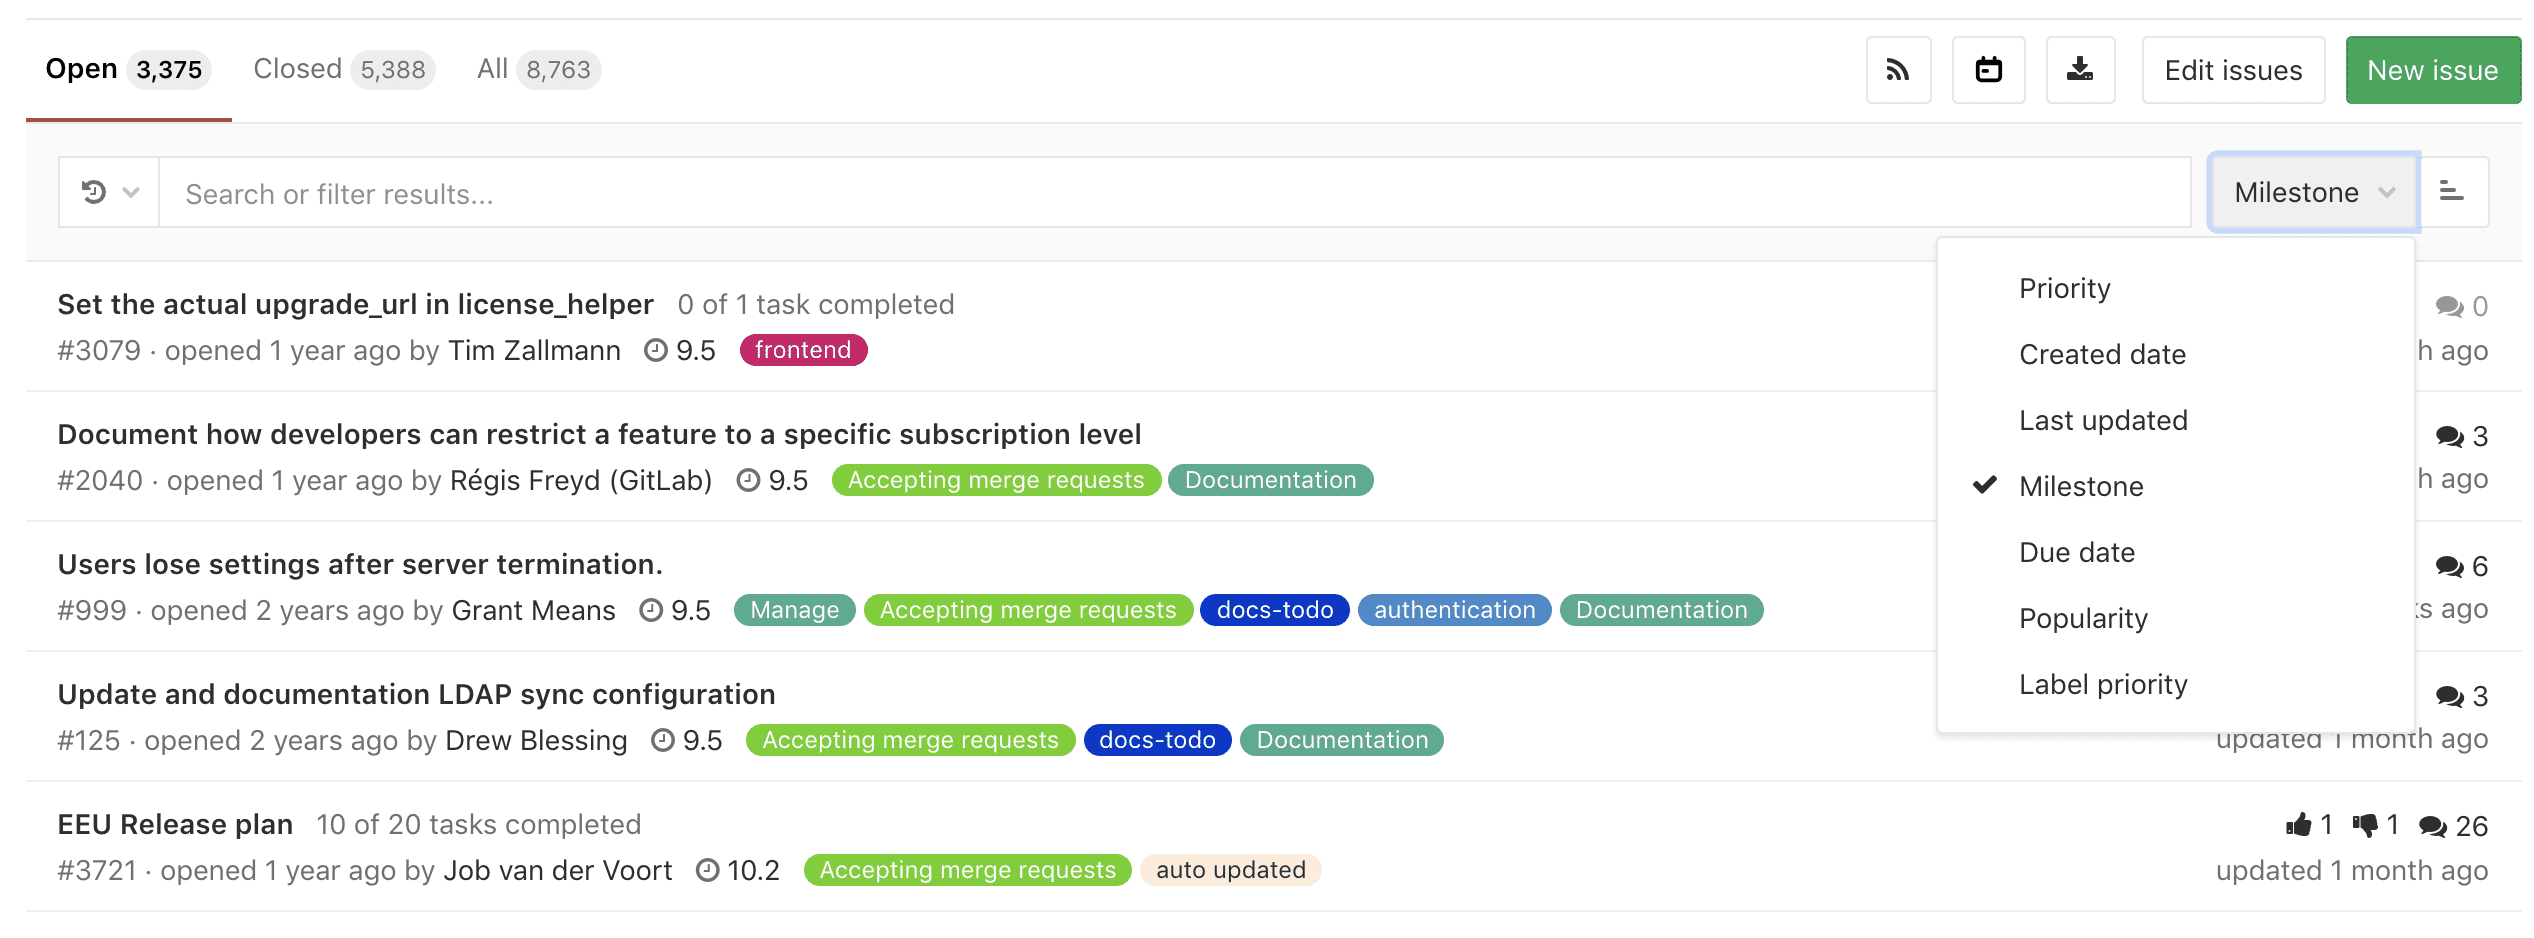 Open 3,375 Closed 5,388 All 8,763 Edit issues New issue
Search or filter results... Milestone
Priority
Created date
Last updated
Milestone
Due date
Popularity
Label priority
Set the actual upgrade_url in license_helper 0 of 1 task completed 0
#3079 · opened 1 year ago by Tim Zallmann 9.5 frontend ago
Document how developers can restrict a feature to a specific subscription level 3
#2040 · opened 1 year ago by Régis Freyd (GitLab) 9.5 Accepting merge requests Documentation ago
Users lose settings after server termination. 6
#999 · opened 2 years ago by Grant Means 9.5 Manage Accepting merge requests docs-todo authentication Documentation ago
Update and documentation LDAP sync configuration 3
#125 · opened 2 years ago by Drew Blessing 9.5 Accepting merge requests docs-todo Documentation updated 1 month ago
EEU Release plan 10 of 20 tasks completed 1 1 26
#3721 · opened 1 year ago by Job van der Voort 10.2 Accepting merge requests auto updated updated 1 month ago